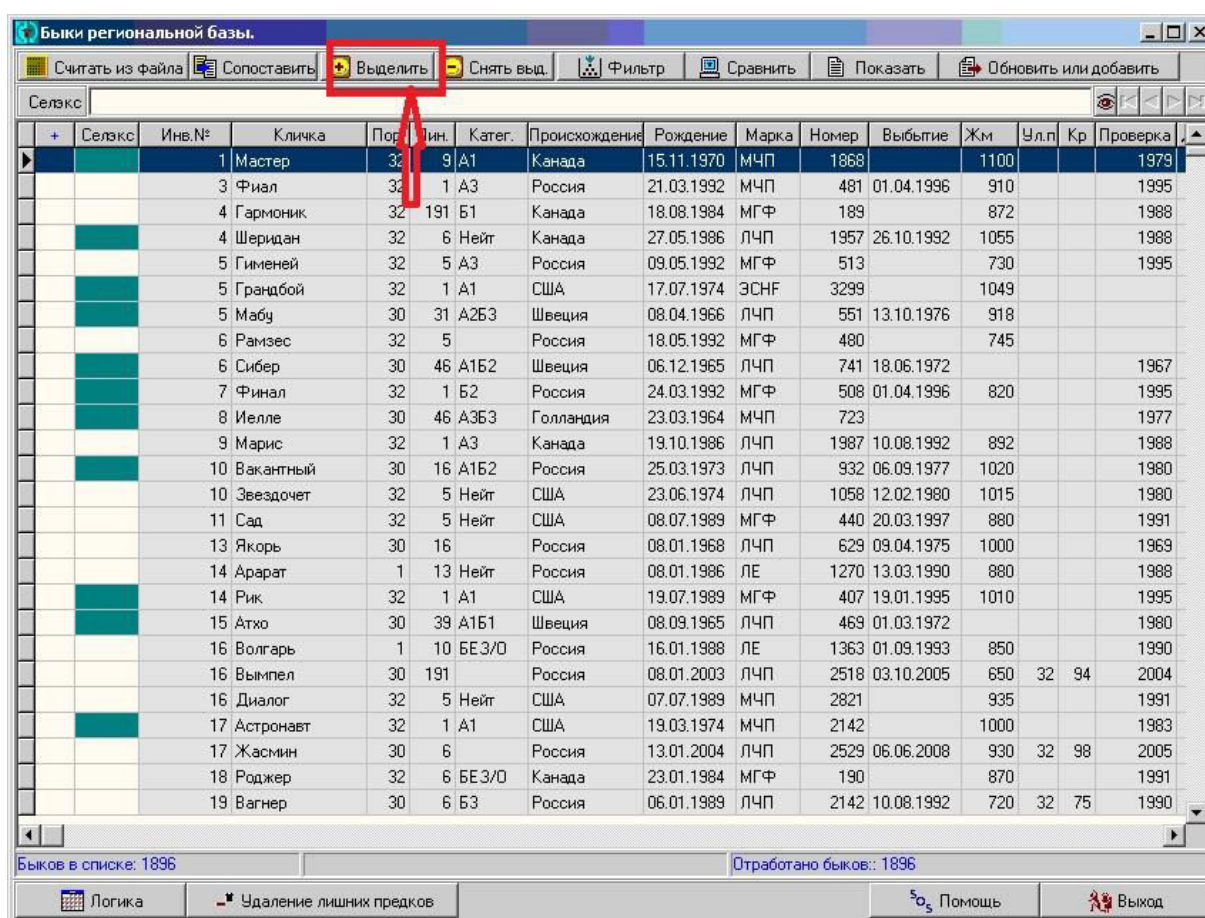 Быки региональной базы.
Считать из файла Сопоставить Выделить Снять выд. Фильтр Сравнить Показать Обновить или добавить
Селэкс
+ Селэкс Инв.№ Кличка Пор Лин. Катег. Происхождение Рождение Марка Номер Выбытие Жм Ул.п Кр Проверка
1 Мастер 32 9 А1 Канада 15.11.1970 МЧП 1868 1100 1979
3 Фиал 32 1 А3 Россия 21.03.1992 МЧП 481 01.04.1996 910 1995
4 Гармоник 32 191 Б1 Канада 18.08.1984 МГФ 189 872 1988
4 Шеридан 32 6 Нейт Канада 27.05.1986 ЛЧП 1957 26.10.1992 1055 1988
5 Гименей 32 5 А3 Россия 09.05.1992 МГФ 513 730 1995
5 Грандбой 32 1 А1 США 17.07.1974 ЭСНF 3299 1049
5 Мабу 30 31 А2Б3 Швеция 08.04.1966 ЛЧП 551 13.10.1976 918
6 Рамзес 32 5 Россия 18.05.1992 МГФ 480 745
6 Сибер 30 46 А1Б2 Швеция 06.12.1965 ЛЧП 741 18.06.1972 1967
7 Финал 32 1 Б2 Россия 24.03.1992 МГФ 508 01.04.1996 820 1995
8 Иелле 30 46 А3Б3 Голландия 23.03.1964 МЧП 723 1977
9 Марис 32 1 А3 Канада 19.10.1986 ЛЧП 1987 10.08.1992 892 1988
10 Вакантный 30 16 А1Б2 Россия 25.03.1973 ЛЧП 932 06.09.1977 1020 1980
10 Звездочет 32 5 Нейт США 23.06.1974 ЛЧП 1058 12.02.1980 1015 1980
11 Сад 32 5 Нейт США 08.07.1989 МГФ 440 20.03.1997 880 1991
13 Якорь 30 16 Россия 08.01.1968 ЛЧП 629 09.04.1975 1000 1969
14 Арарат 1 13 Нейт Россия 08.01.1986 ЛЕ 1270 13.03.1990 880 1988
14 Рик 32 1 А1 США 19.07.1989 МГФ 407 19.01.1995 1010 1995
15 Атхо 30 39 А1Б1 Швеция 08.09.1965 ЛЧП 469 01.03.1972 1980
16 Волгарь 1 10 БЕЗ/О Россия 16.01.1988 ЛЕ 1363 01.09.1993 850 1990
16 Вымпел 30 191 Россия 08.01.2003 ЛЧП 2518 03.10.2005 650 32 94 2004
16 Диалог 32 5 Нейт США 07.07.1989 МЧП 2821 935 1991
17 Астронавт 32 1 А1 США 19.03.1974 МЧП 2142 1000 1983
17 Жасмин 30 6 Россия 13.01.2004 ЛЧП 2529 06.06.2008 930 32 98 2005
18 Роджер 32 6 БЕЗ/О Канада 23.01.1984 МГФ 190 870 1991
19 Вагнер 30 6 Б3 Россия 06.01.1989 ЛЧП 2142 10.08.1992 720 32 75 1990
Быков в списке: 1896 Отработано быков:: 1896
Логика Удаление лишних предков SOS Помощь Выход